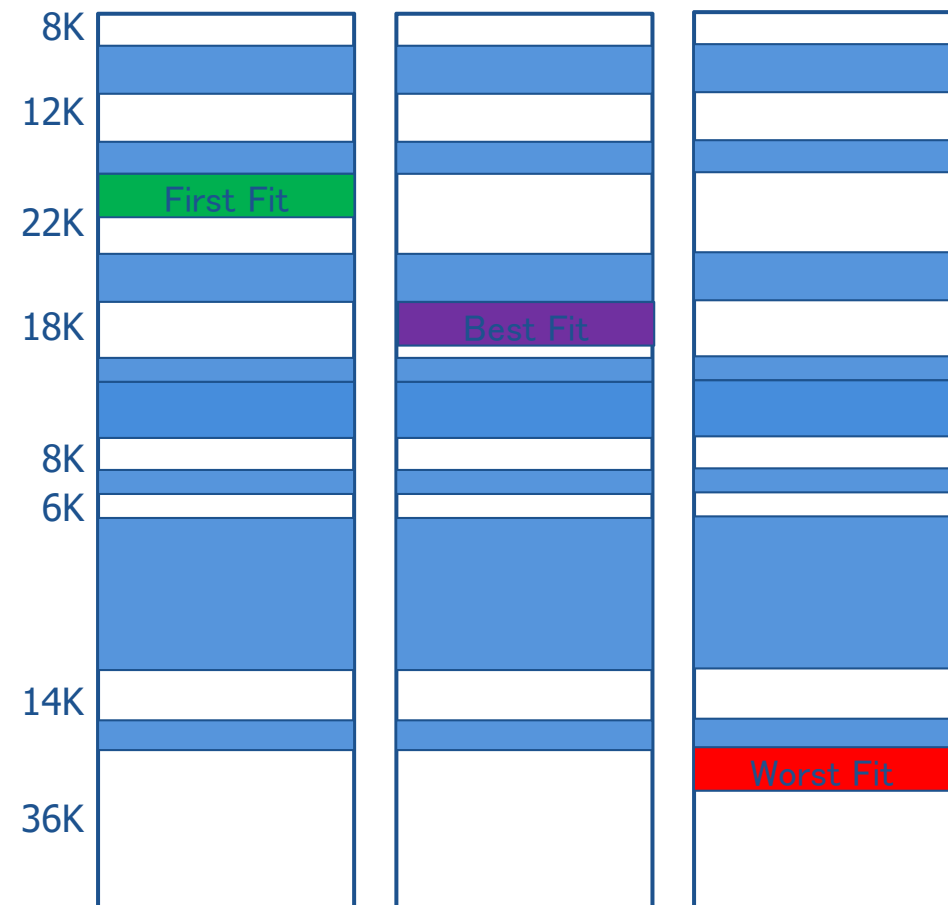 8K
12K
First Fit
22K
18K
Best Fit
8K
6K
14K
Worst Fit
36K